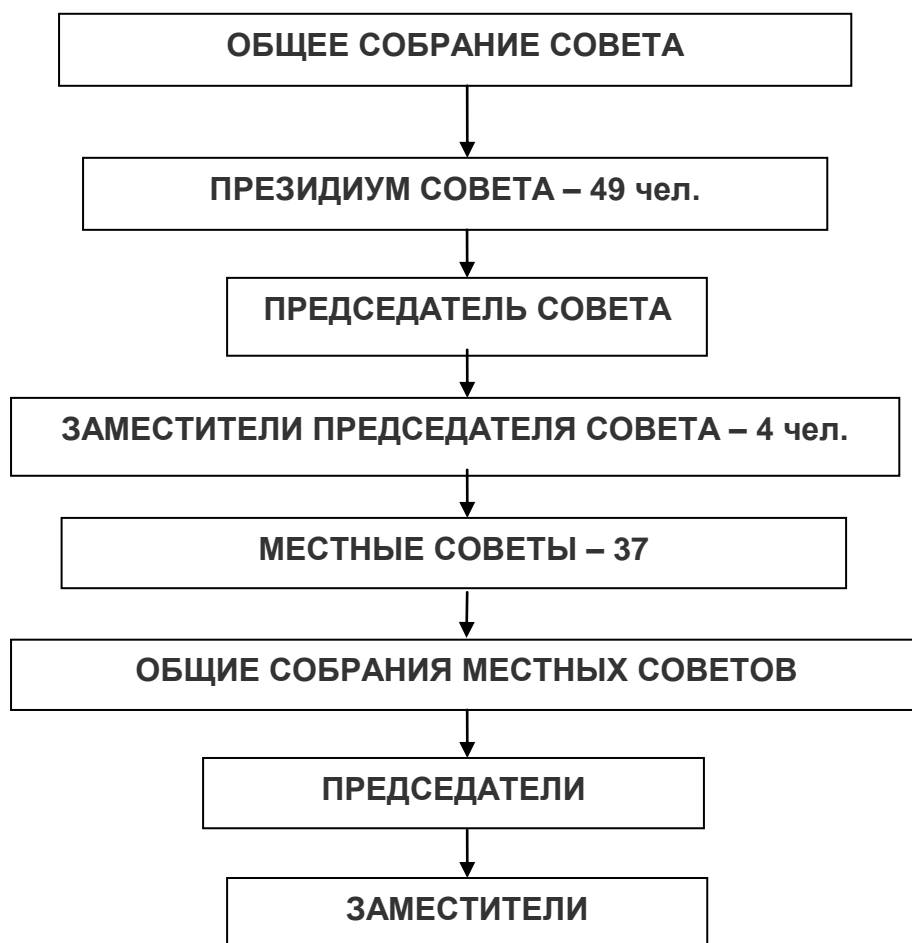 ОБЩЕЕ СОБРАНИЕ СОВЕТА
ПРЕЗИДИУМ СОВЕТА – 49 чел.
ПРЕДСЕДАТЕЛЬ СОВЕТА
ЗАМЕСТИТЕЛИ ПРЕДСЕДАТЕЛЯ СОВЕТА – 4 чел.
МЕСТНЫЕ СОВЕТЫ – 37
ОБЩИЕ СОБРАНИЯ МЕСТНЫХ СОВЕТОВ
ПРЕДСЕДАТЕЛИ
ЗАМЕСТИТЕЛИ